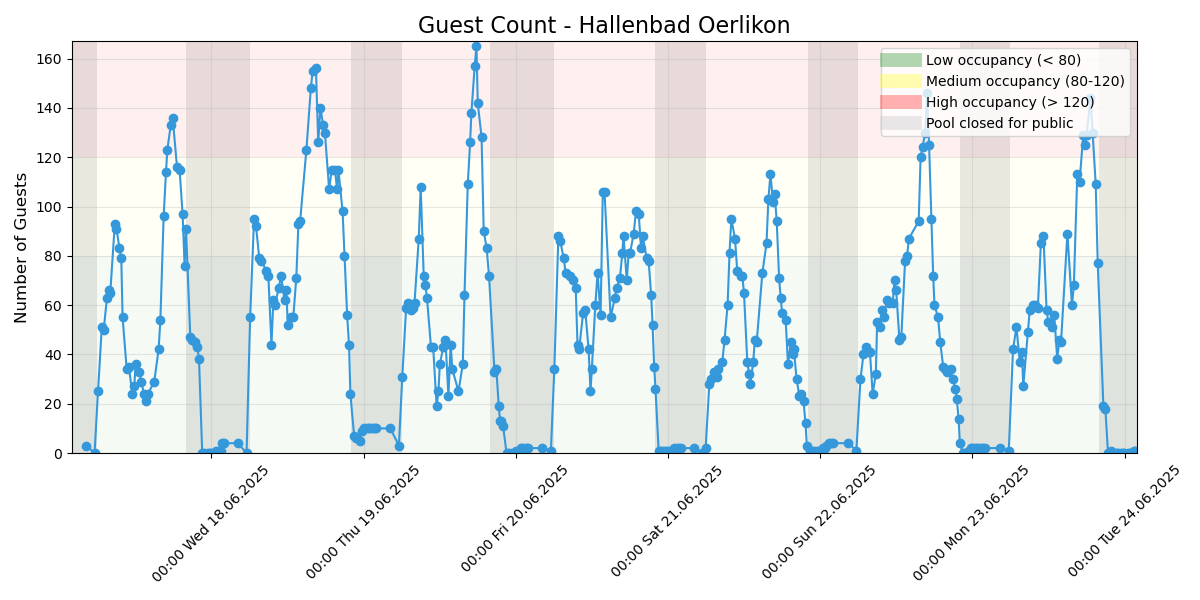 Guest Count - Hallenbad Oerlikon
Number of Guests
160
140
120
100
80
60
40
20
0
Low occupancy (< 80)
Medium occupancy (80-120)
High occupancy (> 120)
Pool closed for public
00:00 Wed 18.06.2025
00:00 Thu 19.06.2025
00:00 Fri 20.06.2025
00:00 Sat 21.06.2025
00:00 Sun 22.06.2025
00:00 Mon 23.06.2025
00:00 Tue 24.06.2025